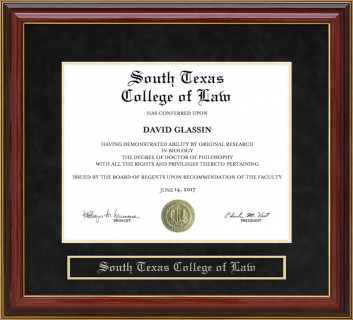 South Texas
College of Law
HAS CONFERRED UPON
DAVID GLASSIN
HAVING DEMONSTRATED ABILITY BY ORIGINAL RESEARCH
IN BIOLOGY
THE DEGREE OF DOCTOR OF PHILOSOPHY
WITH ALL THE RIGHTS AND PRIVILEGES THERETO PERTAINING
ISSUED BY THE BOARD OF REGENTS UPON RECOMMENDATION OF THE FACULTY
JUNE 14, 2017
PROVOST
PRESIDENT
South Texas College of Law